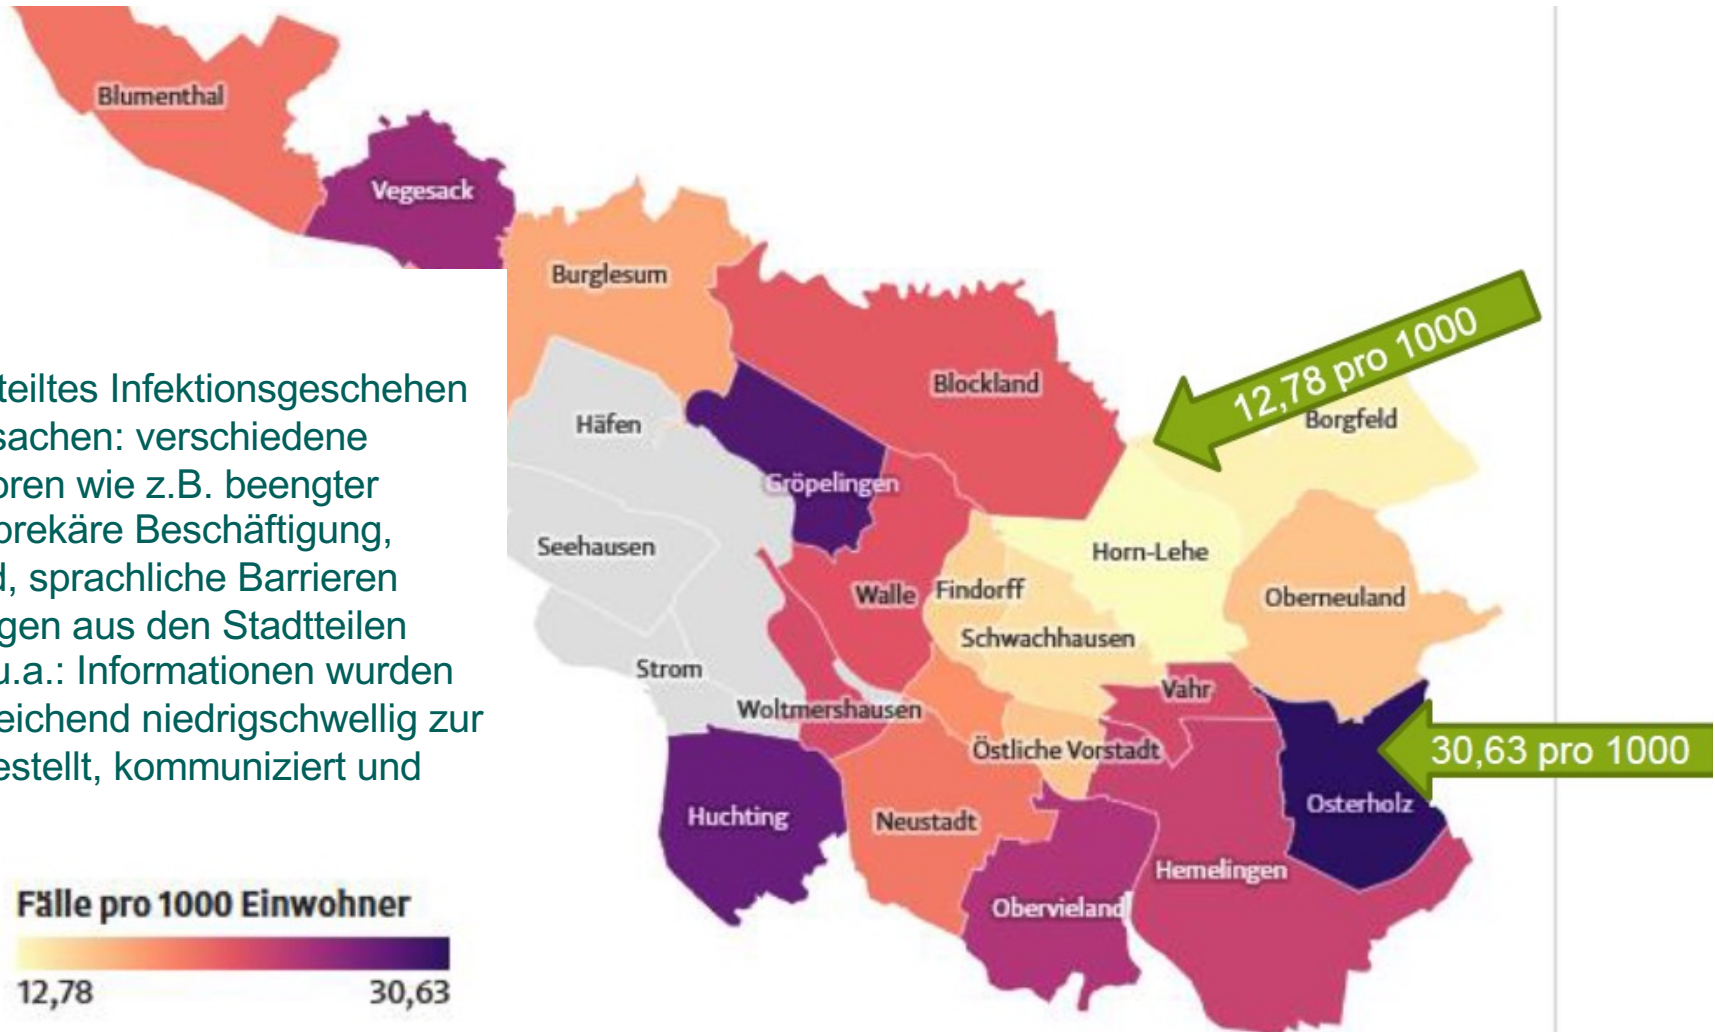 Blumenthal
Vegesack
Burglesum
12,78 pro 1000
Blockland
Borgfeld
Häfen
Gröpelingen
Seehausen
Horn-Lehe
Walle
Findorff
Oberneuland
Schwachhausen
Strom
Vahr
Woltmershausen
Östliche Vorstadt
30,63 pro 1000
Huchting
Neustadt
Osterholz
Hemelingen
Obervieland
teiltes Infektionsgeschehen
sachen: verschiedene
oren wie z.B. beengter
prekäre Beschäftigung,
d, sprachliche Barrieren
gen aus den Stadtteilen
u.a.: Informationen wurden
eichend niedrigschwellig zur
estellt, kommuniziert und
Fälle pro 1000 Einwohner
12,78
30,63